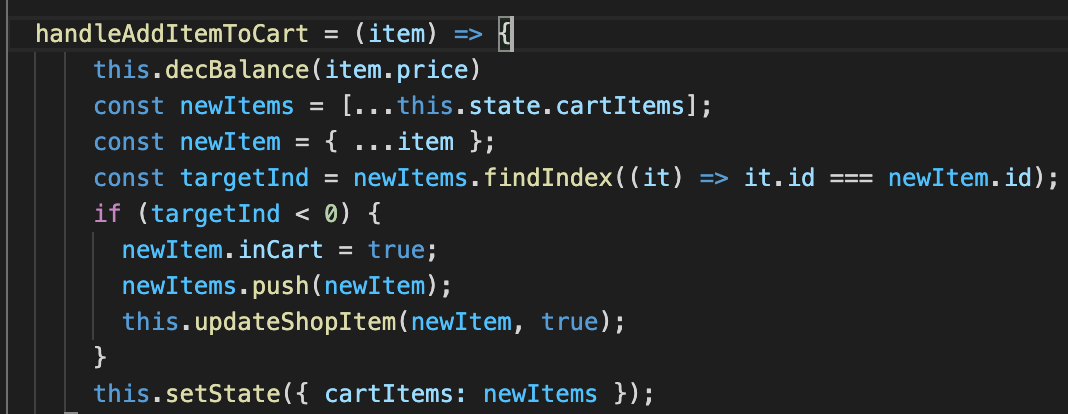 handleAddItemToCart = (item) => {
this.decBalance(item.price)
const newItems = [...this.state.cartItems];
const newItem = { ...item };
const targetInd = newItems.findIndex((it) => it.id === newItem.id);
if (targetInd < 0) {
newItem.inCart = true;
newItems.push(newItem);
this.updateShopItem(newItem, true);
}
this.setState({ cartItems: newItems });